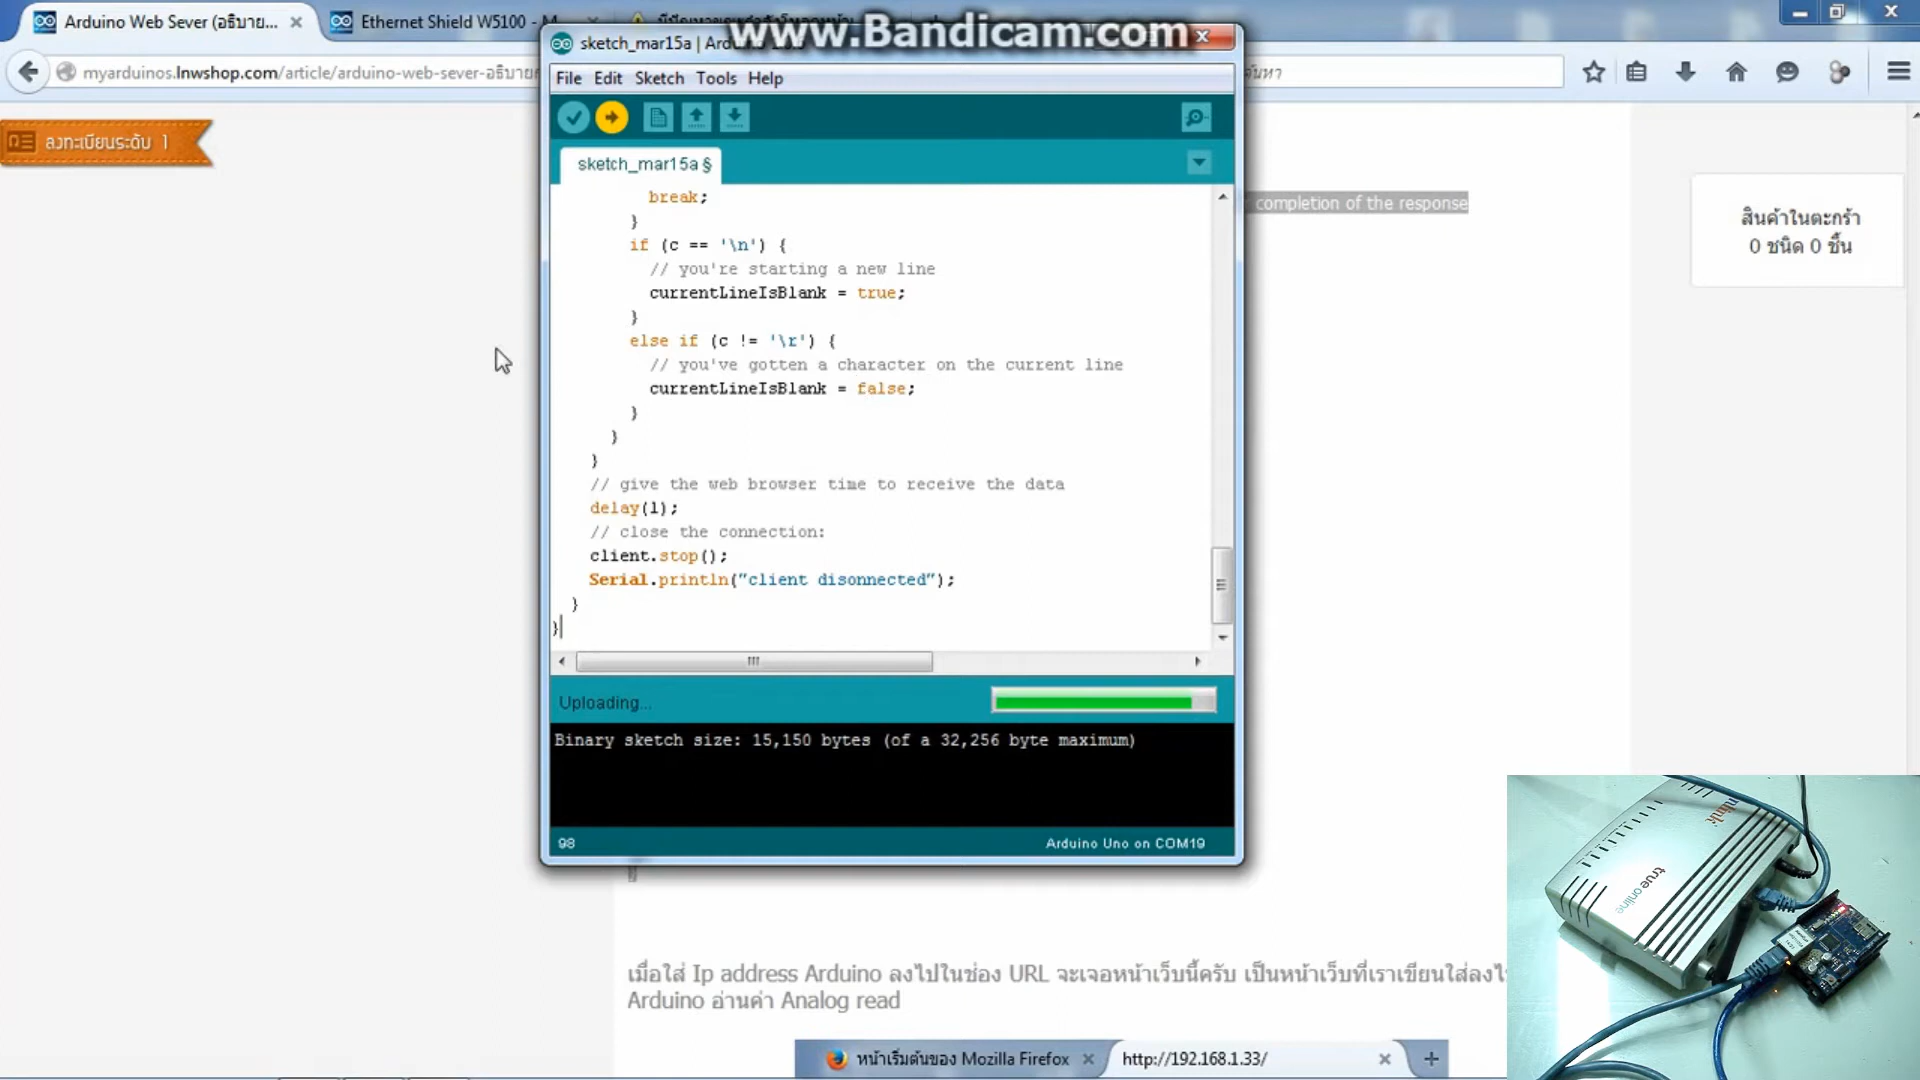 www.Bandicam.com
Arduino Web Sever (อธิบาย...
Ethernet Shield W5100 -
sketch_mar15a | Arduino
myarduinos.lnwshop.com/article/arduino-web-sever-อธิบาย
ค้นหา
File Edit Sketch Tools Help
ลงทะเบียนระดับ 1
sketch_mar15a §
break;
}
if (c == '\n') {
// you're starting a new line
currentLineIsBlank = true;
}
else if (c != '\r') {
// you've gotten a character on the current line
currentLineIsBlank = false;
}
}
}
// give the web browser time to receive the data
delay(1);
// close the connection:
client.stop();
Serial.println("client disonnected");
}
}
completion of the response
สินค้าในตะกร้า
0 ชนิด 0 ชิ้น
Uploading...
Binary sketch size: 15,150 bytes (of a 32,256 byte maximum)
98
Arduino Uno on COM19
เมื่อใส่ Ip address Arduino ลงไปในช่อง URL จะเจอหน้าเว็บนี้ครับ เป็นหน้าเว็บที่เราเขียนใส่ลงไ
Arduino อ่านค่า Analog read
หน้าเริ่มต้นของ Mozilla Firefox
http://192.168.1.33/
true online